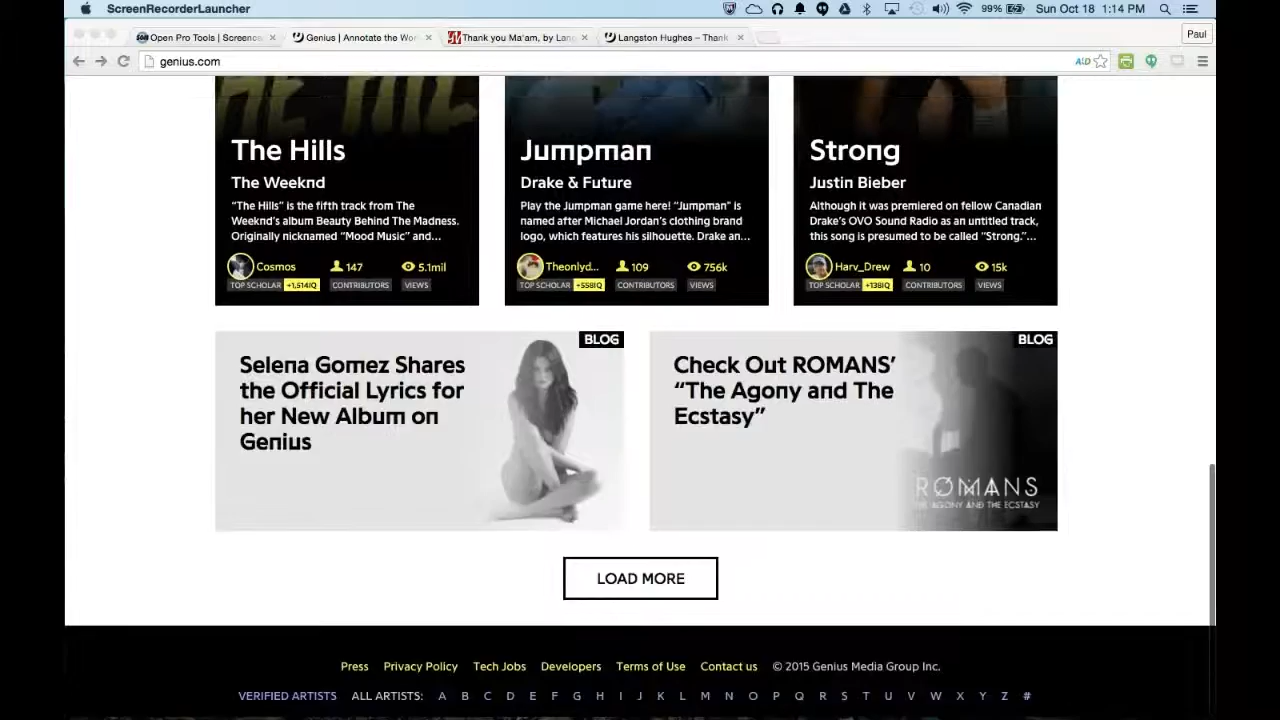 ScreenRecorderLauncher
99%
Sun Oct 18 1:14 PM
Open Pro Tools | Screenca
Genius | Annotate the Wor
Thank you Ma'am, by Lang
Langston Hughes – Thank
Paul
genius.com
The Hills
The Weeknd
“The Hills” is the fifth track from The
Weeknd’s album Beauty Behind The Madness.
Originally nicknamed “Mood Music” and...
Cosmos
147
5.1mil
TOP SCHOLAR +1,514IQ
CONTRIBUTORS
VIEWS
Jumpman
Drake & Future
Play the Jumpman game here! “Jumpman” is
named after Michael Jordan’s clothing brand
logo, which features his silhouette. Drake an...
Theonlyd...
109
756k
TOP SCHOLAR +558IQ
CONTRIBUTORS
VIEWS
Strong
Justin Bieber
Although it was premiered on fellow Canadian
Drake’s OVO Sound Radio as an untitled track,
this song is presumed to be called “Strong.”...
Harv_Drew
10
15k
TOP SCHOLAR +138IQ
CONTRIBUTORS
VIEWS
BLOG
Selena Gomez Shares
the Official Lyrics for
her New Album on
Genius
BLOG
Check Out ROMANS’
“The Agony and The
Ecstasy”
ROMANS
THE AGONY AND THE ECSTASY
LOAD MORE
Press Privacy Policy Tech Jobs Developers Terms of Use Contact us © 2015 Genius Media Group Inc.
VERIFIED ARTISTS ALL ARTISTS: A B C D E F G H I J K L M N O P Q R S T U V W X Y Z #